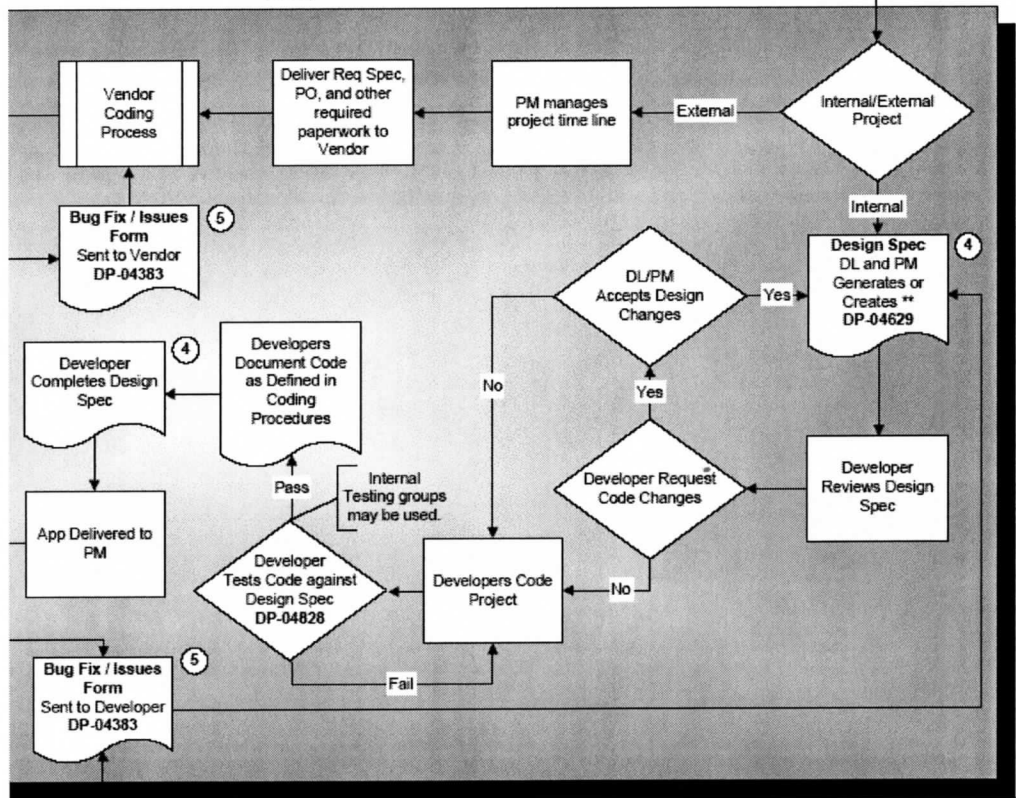 Vendor
Coding
Process
Deliver Req Spec,
PO, and other
required
paperwork to
Vendor
PM manages
project time line
External
Internal/External
Project
Internal
Bug Fix / Issues
Form
Sent to Vendor
DP-04383
5
DL/PM
Accepts Design
Changes
Yes
Design Spec
DL and PM
Generates or
Creates **
DP-04629
4
Developer
Completes Design
Spec
4
Developers
Document Code
as Defined in
Coding
Procedures
No
Yes
Developer Request
Code Changes
Developer
Reviews Design
Spec
Pass
Internal
Testing groups
may be used.
App Delivered to
PM
Developer
Tests Code against
Design Spec
DP-04828
Developers Code
Project
No
Fail
Bug Fix / Issues
Form
Sent to Developer
DP-04383
5